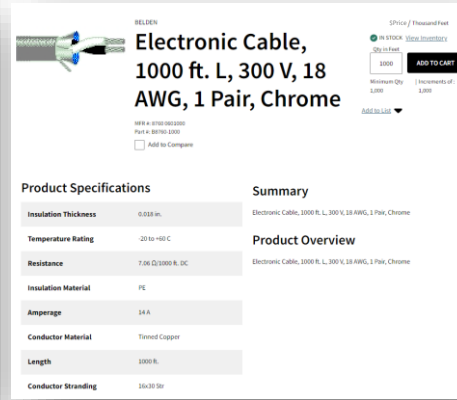 BELDEN
Electronic Cable,
1000 ft. L, 300 V, 18
AWG, 1 Pair, Chrome
MFR #: 8760 0601000
Part #: B8760-1000
Add to Compare
$Price / Thousand Feet
IN STOCK View Inventory
Qty in Feet
1000
ADD TO CART
Minimum Qty
1,000
| Increments of:
1,000
Add to List
Product Specifications
Insulation Thickness 0.018 in.
Temperature Rating -20 to +60 C
Resistance 7.06 Ω/1000 ft. DC
Insulation Material PE
Amperage 14 A
Conductor Material Tinned Copper
Length 1000 ft.
Conductor Stranding 16x30 Str
Summary
Electronic Cable, 1000 ft. L, 300 V, 18 AWG, 1 Pair, Chrome
Product Overview
Electronic Cable, 1000 ft. L, 300 V, 18 AWG, 1 Pair, Chrome